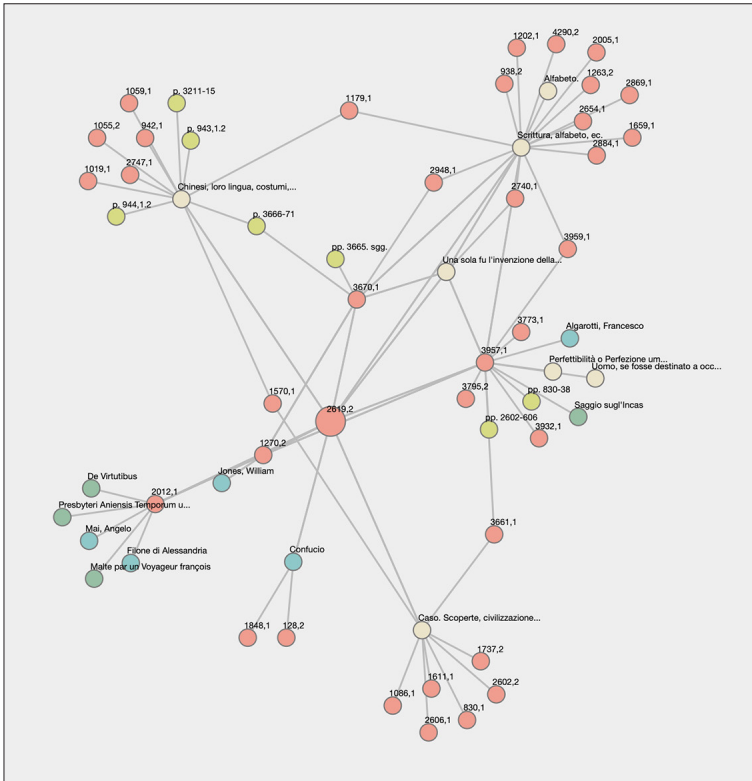 1202,1
4290,2
2005,1
938,2
Alfabeto.
1263,2
2869,1
2654,1
1659,1
Scrittura, alfabeto, ec.
2884,1
1059,1
p. 3211-15
1179,1
1055,2
942,1
p. 943,1.2
1019,1
2747,1
Chinesi, loro lingua, costumi,...
p. 944,1.2
p. 3666-71
2948,1
2740,1
3959,1
pp. 3665. sgg.
Una sola fu l'invenzione della...
3670,1
3773,1
Algarotti, Francesco
3957,1
Perfettibilità o Perfezione um...
Uomo, se fosse destinato a occ...
3795,2
pp. 830-38
Saggio sugl'Incas
pp. 2602-606
3932,1
1570,1
2619,2
1270,2
Jones, William
De Virtutibus
2012,1
Presbyteri Aniensis Temporum u...
Mai, Angelo
Filone di Alessandria
Malte par un Voyageur françois
Confucio
3661,1
1848,1
128,2
Caso. Scoperte, civilizzazione...
1737,2
1611,1
2602,2
1086,1
830,1
2606,1